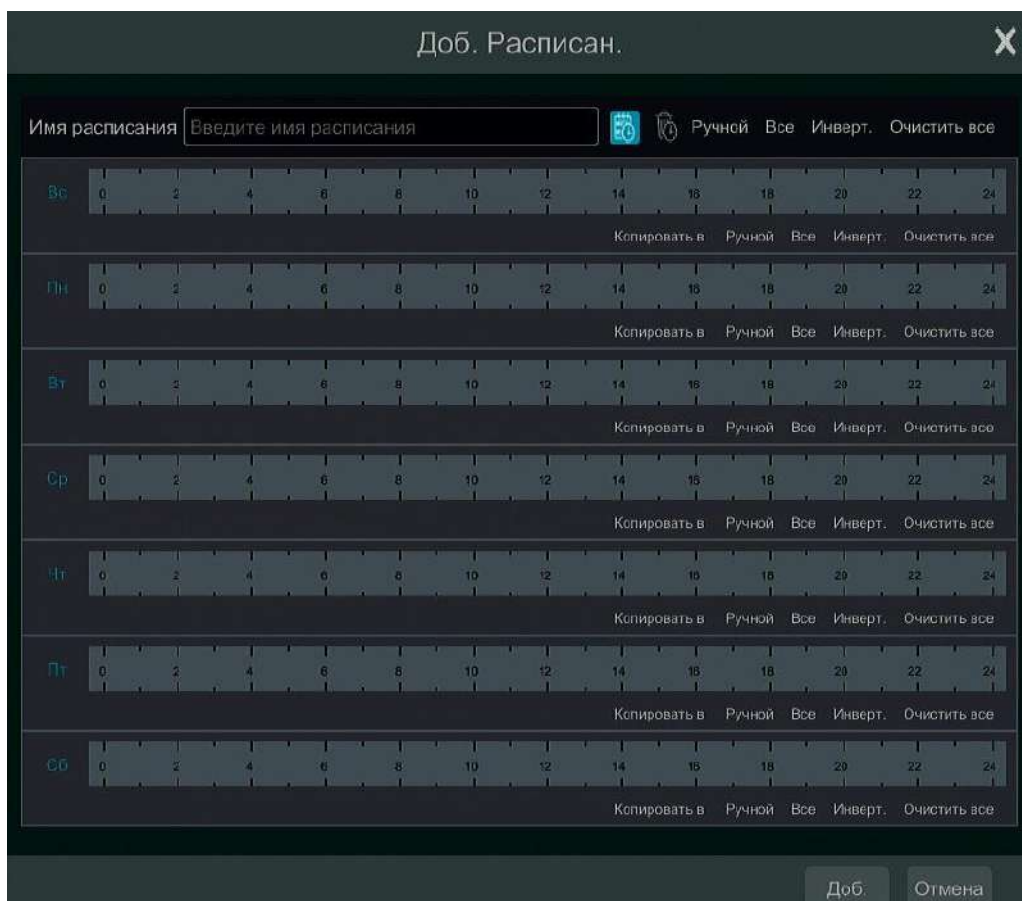 Доб. Расписан. X
Имя расписания Введите имя расписания Ручной Все Инверт. Очистить все
Вс 0 2 4 6 8 10 12 14 16 18 20 22 24
Копировать в Ручной Все Инверт. Очистить все
Пн 0 2 4 6 8 10 12 14 16 18 20 22 24
Копировать в Ручной Все Инверт. Очистить все
Вт 0 2 4 6 8 10 12 14 16 18 20 22 24
Копировать в Ручной Все Инверт. Очистить все
Ср 0 2 4 6 8 10 12 14 16 18 20 22 24
Копировать в Ручной Все Инверт. Очистить все
Чт 0 2 4 6 8 10 12 14 16 18 20 22 24
Копировать в Ручной Все Инверт. Очистить все
Пт 0 2 4 6 8 10 12 14 16 18 20 22 24
Копировать в Ручной Все Инверт. Очистить все
Сб 0 2 4 6 8 10 12 14 16 18 20 22 24
Копировать в Ручной Все Инверт. Очистить все
Доб. Отмена